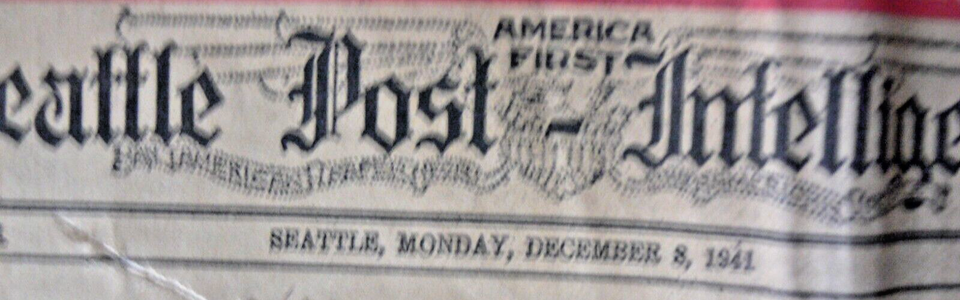 AMERICA
FIRST
eattle Post - Intellige
SEATTLE, MONDAY, DECEMBER 8, 1941